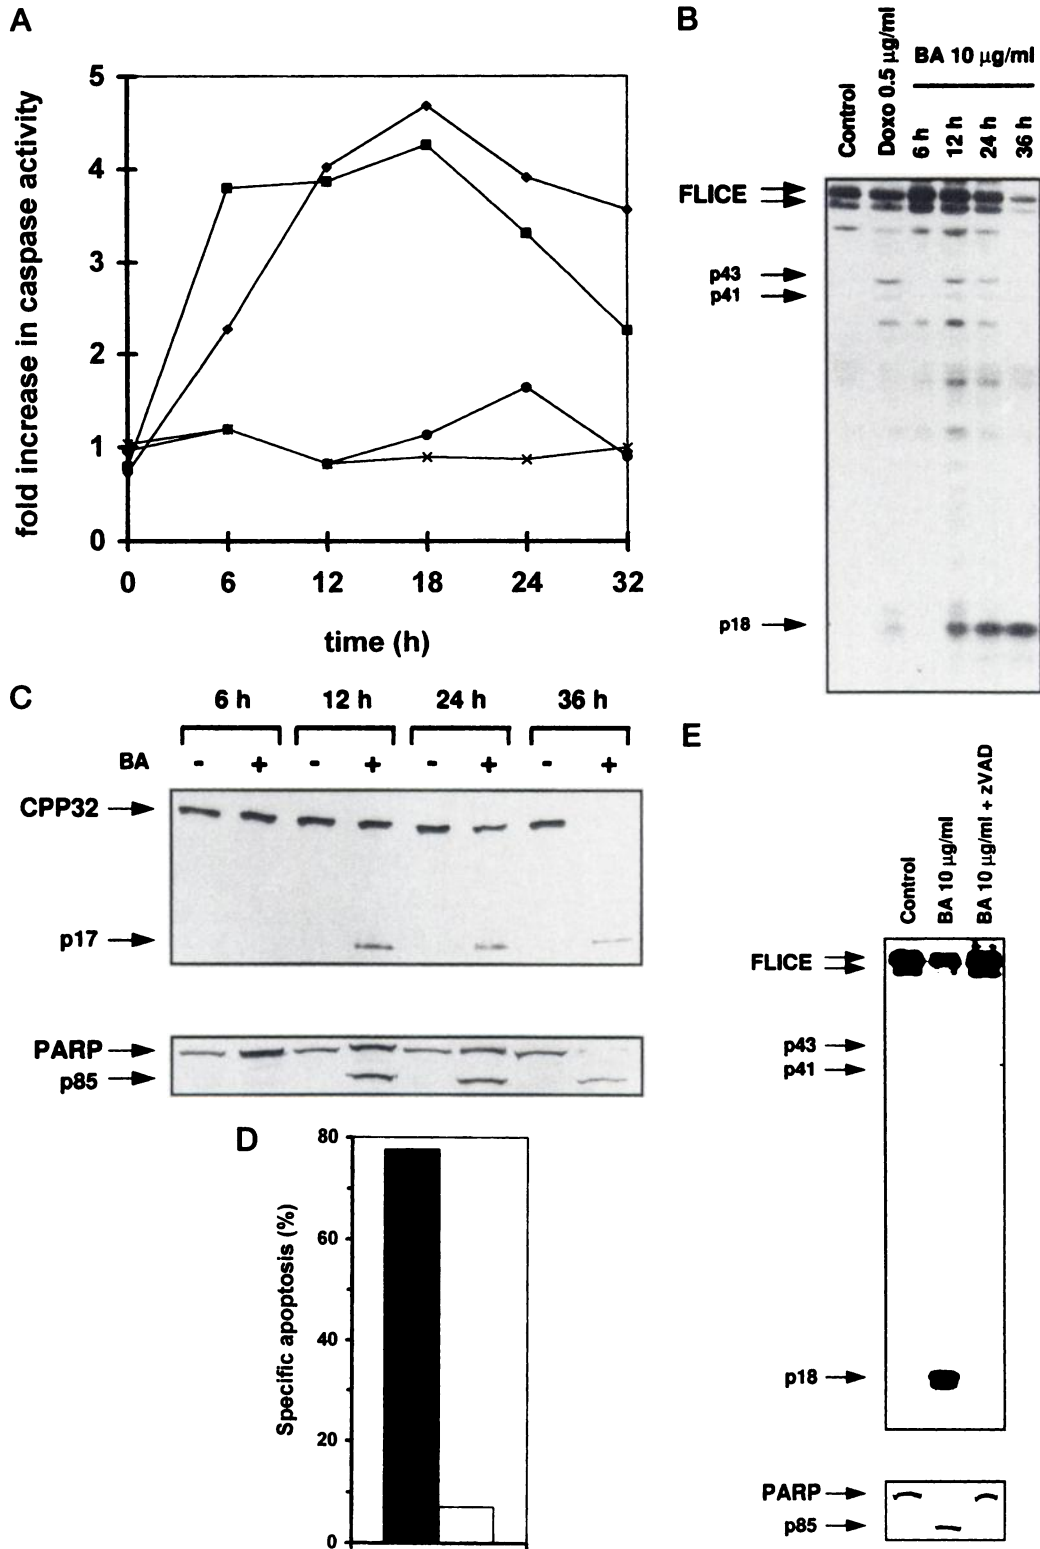 A
5
4
3
2
1
0
fold increase in caspase activity
0 6 12 18 24 32
time (h)
B
Control
Doxo 0.5 µg/ml
BA 10 µg/ml
6 h
12 h
24 h
36 h
FLICE
p43
p41
p18
C
6 h 12 h 24 h 36 h
BA - + - + - + - +
CPP32
p17
PARP
p85
D
80
60
40
20
0
Specific apoptosis (%)
E
Control
BA 10 µg/ml
BA 10 µg/ml + zVAD
FLICE
p43
p41
p18
PARP
p85